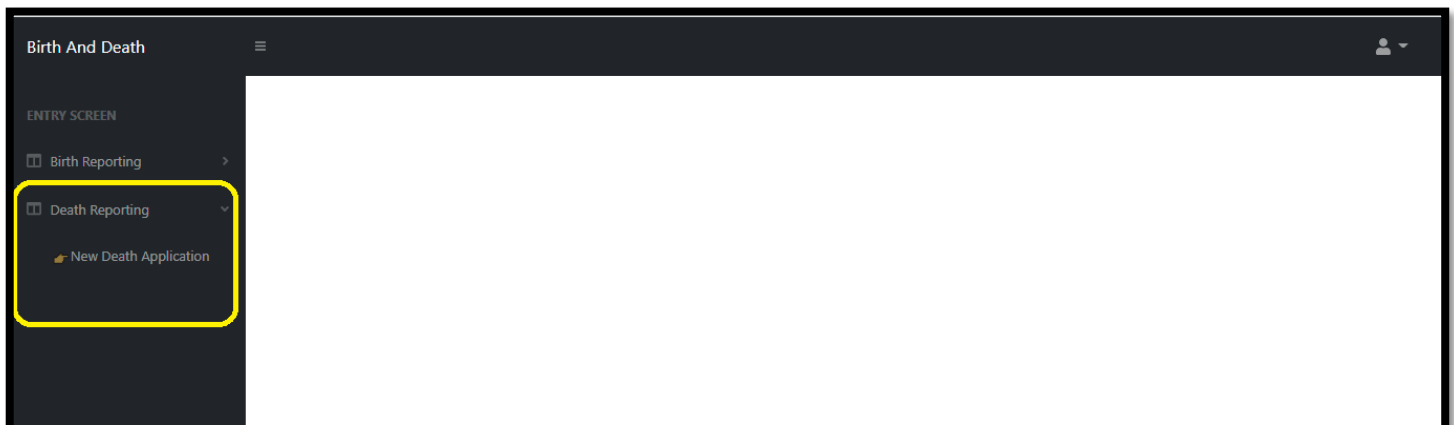 Birth And Death
ENTRY SCREEN
Birth Reporting
Death Reporting
New Death Application